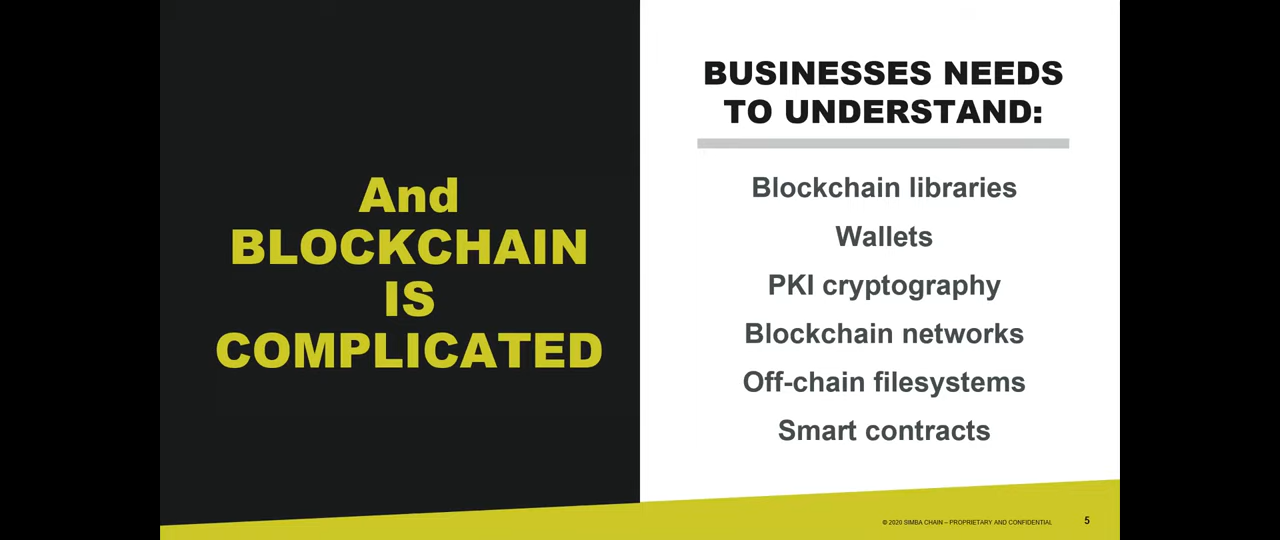 And
BLOCKCHAIN
IS
COMPLICATED
BUSINESSES NEEDS
TO UNDERSTAND:
Blockchain libraries
Wallets
PKI cryptography
Blockchain networks
Off-chain filesystems
Smart contracts
© 2020 SIMBA CHAIN – PROPRIETARY AND CONFIDENTIAL
5